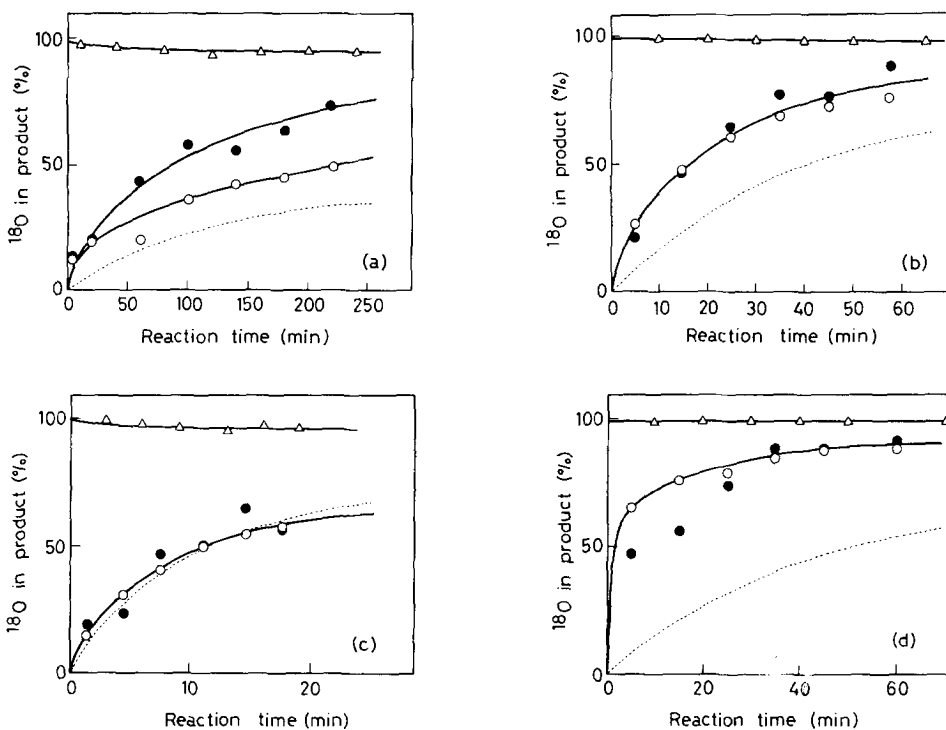 100
50
0
18O in product (%)
0 50 100 150 200 250
Reaction time (min)
(a)
100
50
0
18O in product (%)
0 10 20 30 40 50 60
Reaction time (min)
(b)
100
50
0
18O in product (%)
0 10 20
Reaction time (min)
(c)
100
50
0
18O in product (%)
0 20 40 60
Reaction time (min)
(d)